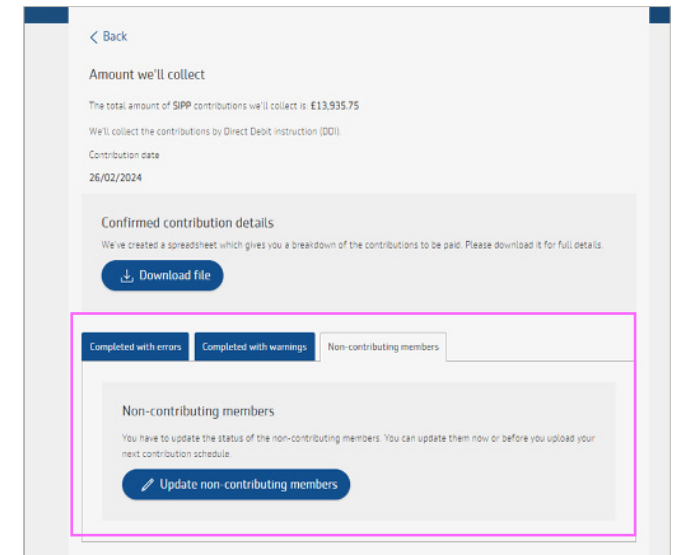 Back
Amount we'll collect
The total amount of SIPP contributions we'll collect is: £13,935.75
We'll collect the contributions by Direct Debit instruction (DDI).
Contribution date
26/02/2024
Confirmed contribution details
We've created a spreadsheet which gives you a breakdown of the contributions to be paid. Please download it for full details.
Download file
Completed with errors Completed with warnings Non-contributing members
Non-contributing members
You have to update the status of the non-contributing members. You can update them now or before you upload your
next contribution schedule.
Update non-contributing members